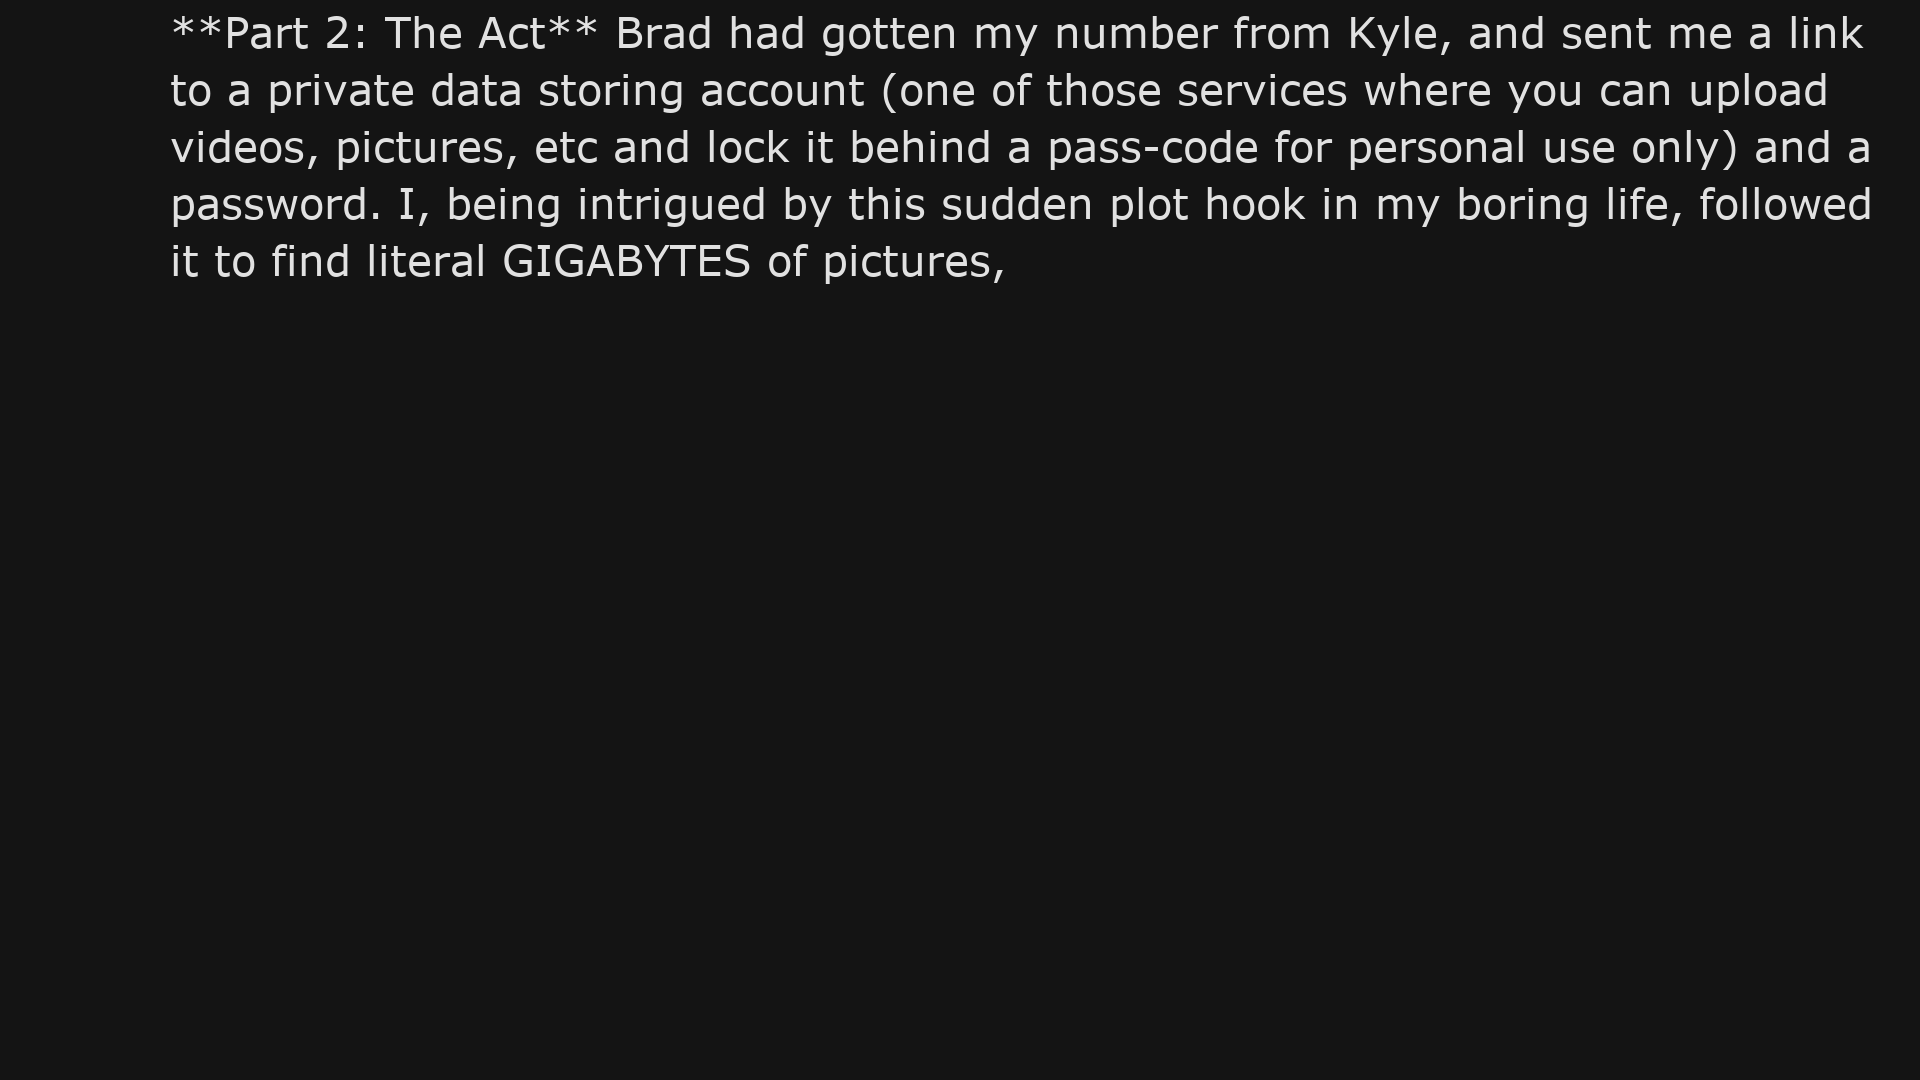 **Part 2: The Act** Brad had gotten my number from Kyle, and sent me a link
to a private data storing account (one of those services where you can upload
videos, pictures, etc and lock it behind a pass-code for personal use only) and a
password. I, being intrigued by this sudden plot hook in my boring life, followed
it to find literal GIGABYTES of pictures,